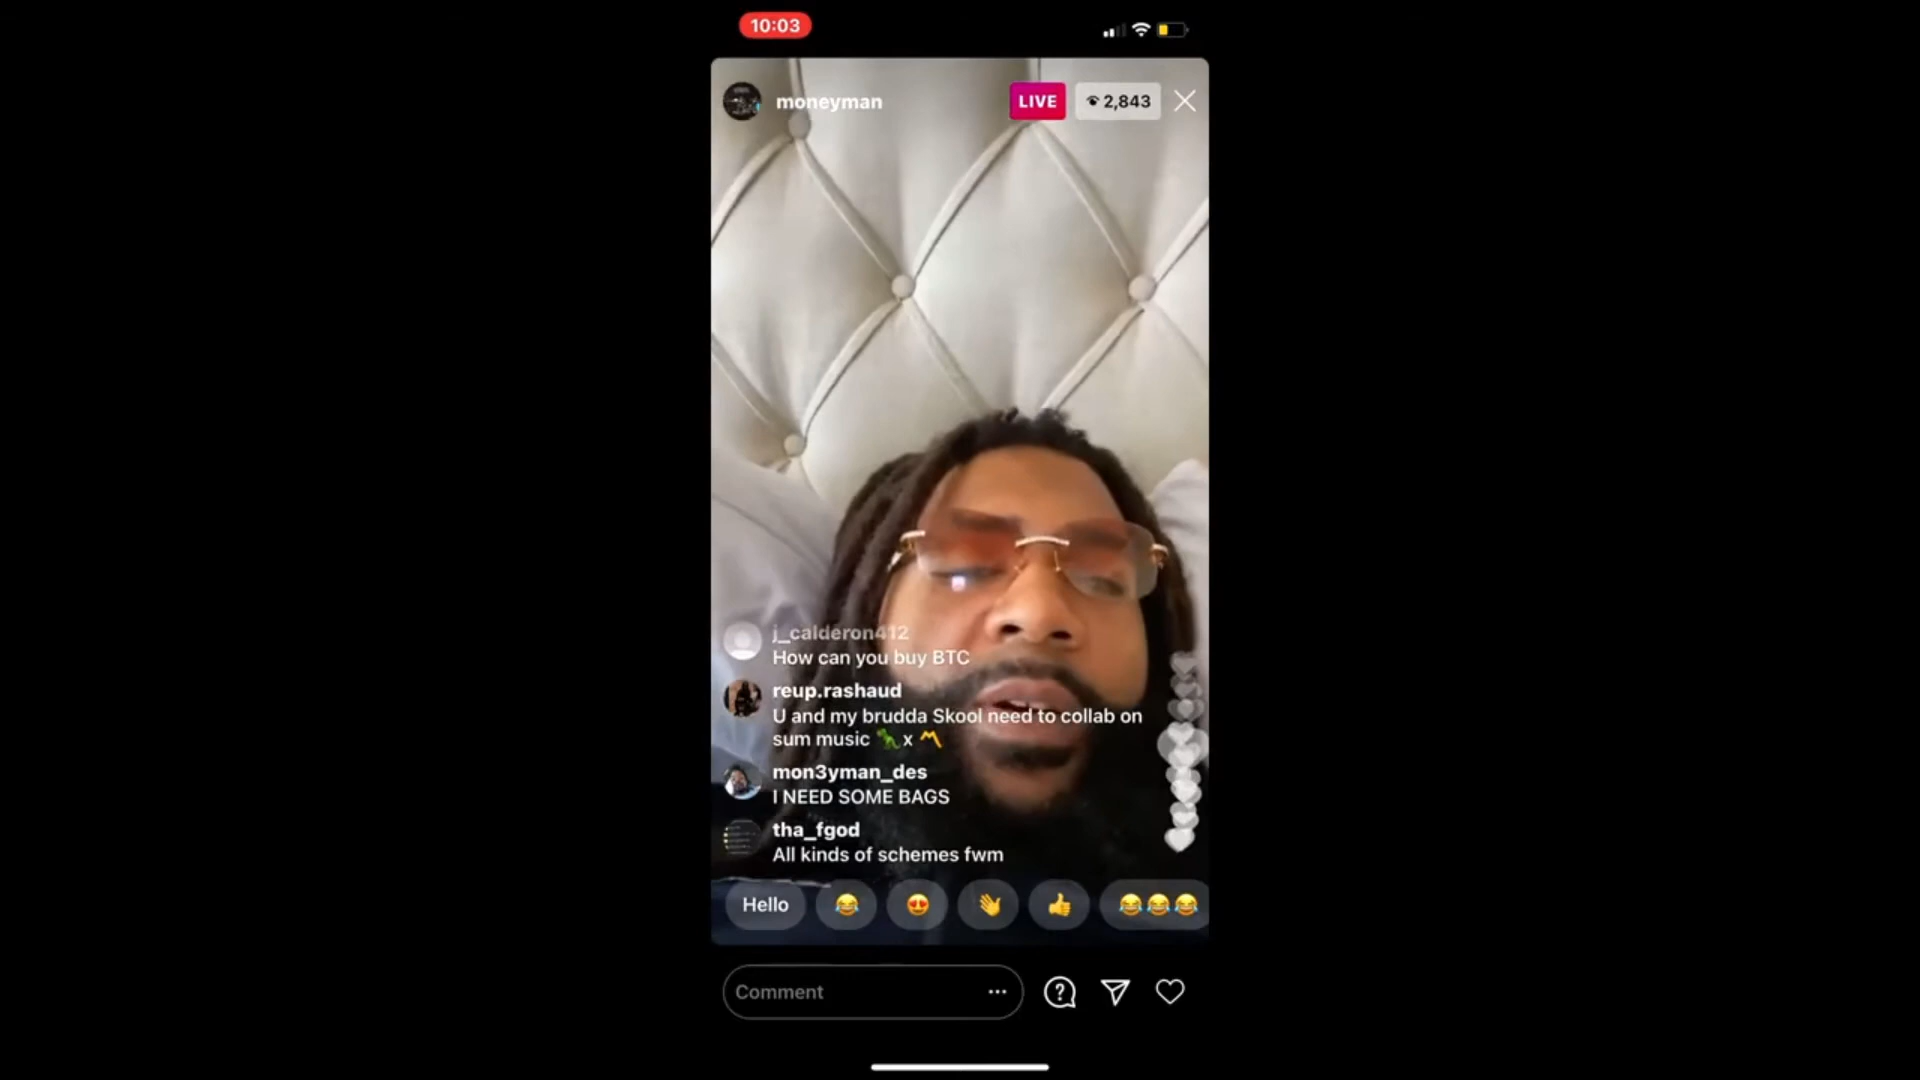 10:03
moneyman
LIVE
2,843
j_calderon412
How can you buy BTC
reup.rashaud
U and my brudda Skool need to collab on
sum music 🦖x 〽️
mon3yman_des
I NEED SOME BAGS
tha_fgod
All kinds of schemes fwm
Hello
Comment